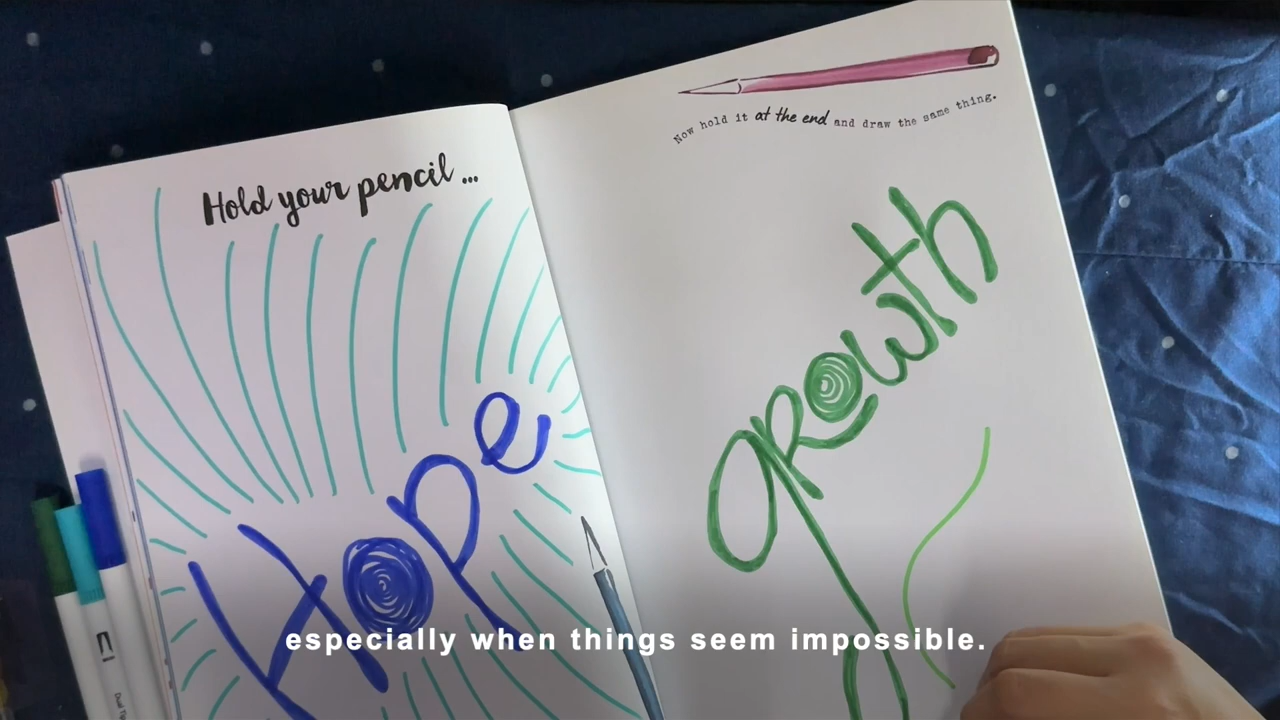 Hold your pencil ...
Hope
Now hold it at the end and draw the same thing.
growth
especially when things seem impossible.